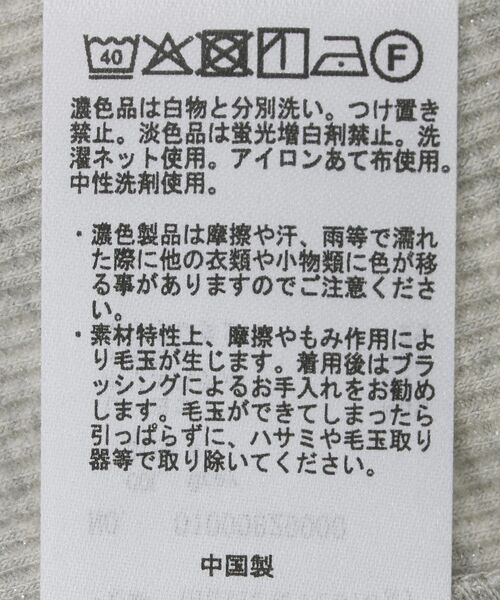 40 F
濃色品は白物と分別洗い。つけ置き
禁止。淡色品は蛍光増白剤禁止。洗
濯ネット使用。アイロンあて布使用。
中性洗剤使用。
・濃色製品は摩擦や汗、雨等で濡れ
た際に他の衣類や小物類に色が移
る事がありますのでご注意くださ
い。
・素材特性上、摩擦やもみ作用によ
り毛玉が生じます。着用後はブラ
ッシングによるお手入れをお勧め
します。毛玉ができてしまったら
引っぱらずに、ハサミや毛玉取り
器等で取り除いてください。
中国製